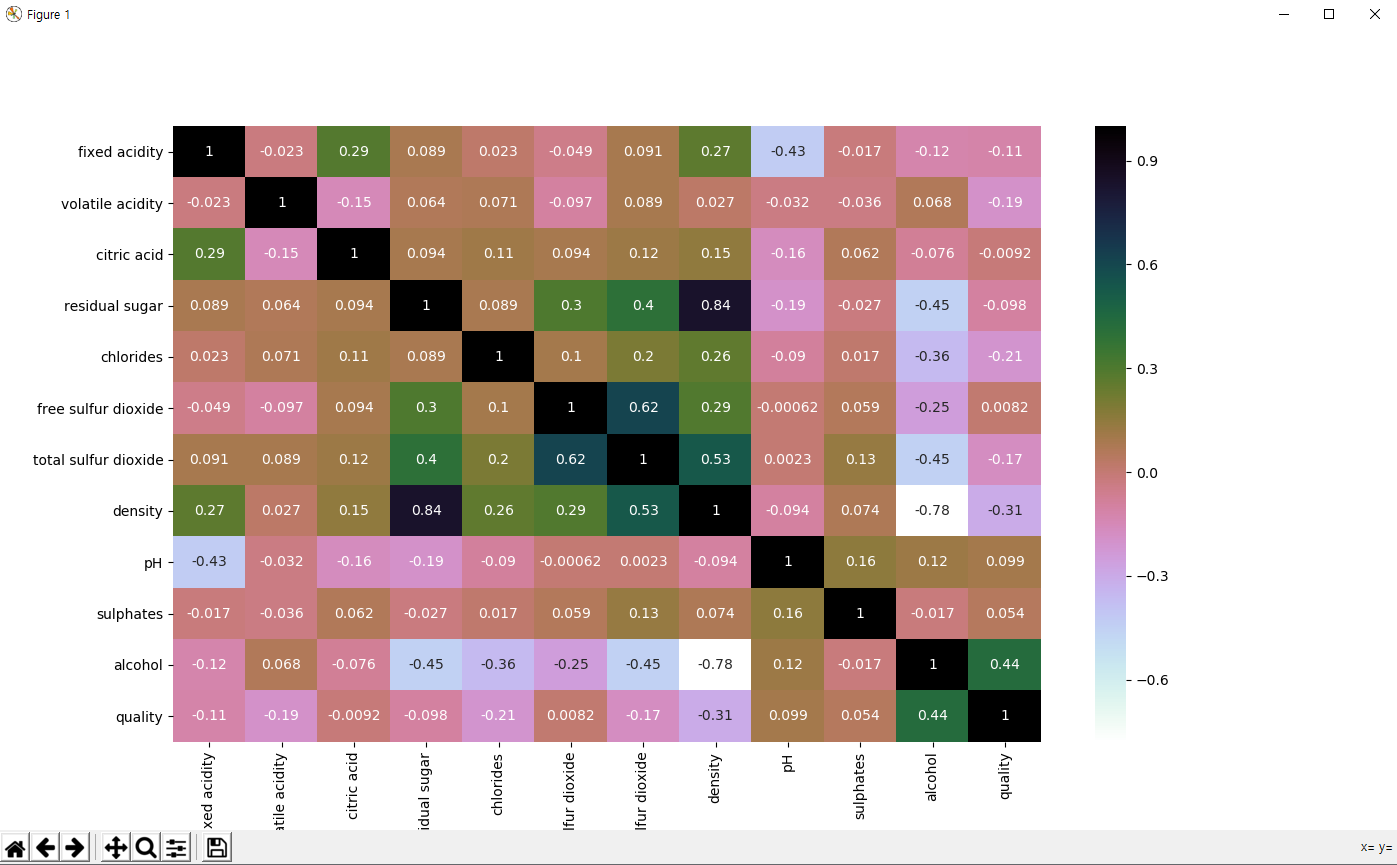 Figure 1
fixed acidity 1 -0.023 0.29 0.089 0.023 -0.049 0.091 0.27 -0.43 -0.017 -0.12 -0.11
volatile acidity -0.023 1 -0.15 0.064 0.071 -0.097 0.089 0.027 -0.032 -0.036 0.068 -0.19
citric acid 0.29 -0.15 1 0.094 0.11 0.094 0.12 0.15 -0.16 0.062 -0.076 -0.0092
residual sugar 0.089 0.064 0.094 1 0.089 0.3 0.4 0.84 -0.19 -0.027 -0.45 -0.098
chlorides 0.023 0.071 0.11 0.089 1 0.1 0.2 0.26 -0.09 0.017 -0.36 -0.21
free sulfur dioxide -0.049 -0.097 0.094 0.3 0.1 1 0.62 0.29 -0.00062 0.059 -0.25 0.0082
total sulfur dioxide 0.091 0.089 0.12 0.4 0.2 0.62 1 0.53 0.0023 0.13 -0.45 -0.17
density 0.27 0.027 0.15 0.84 0.26 0.29 0.53 1 -0.094 0.074 -0.78 -0.31
pH -0.43 -0.032 -0.16 -0.19 -0.09 -0.00062 0.0023 -0.094 1 0.16 0.12 0.099
sulphates -0.017 -0.036 0.062 -0.027 0.017 0.059 0.13 0.074 0.16 1 -0.017 0.054
alcohol -0.12 0.068 -0.076 -0.45 -0.36 -0.25 -0.45 -0.78 0.12 -0.017 1 0.44
quality -0.11 -0.19 -0.0092 -0.098 -0.21 0.0082 -0.17 -0.31 0.099 0.054 0.44 1
xed acidity
atile acidity
citric acid
idual sugar
chlorides
lfur dioxide
lfur dioxide
density
pH
sulphates
alcohol
quality
0.9
0.6
0.3
0.0
−0.3
−0.6
x= y=